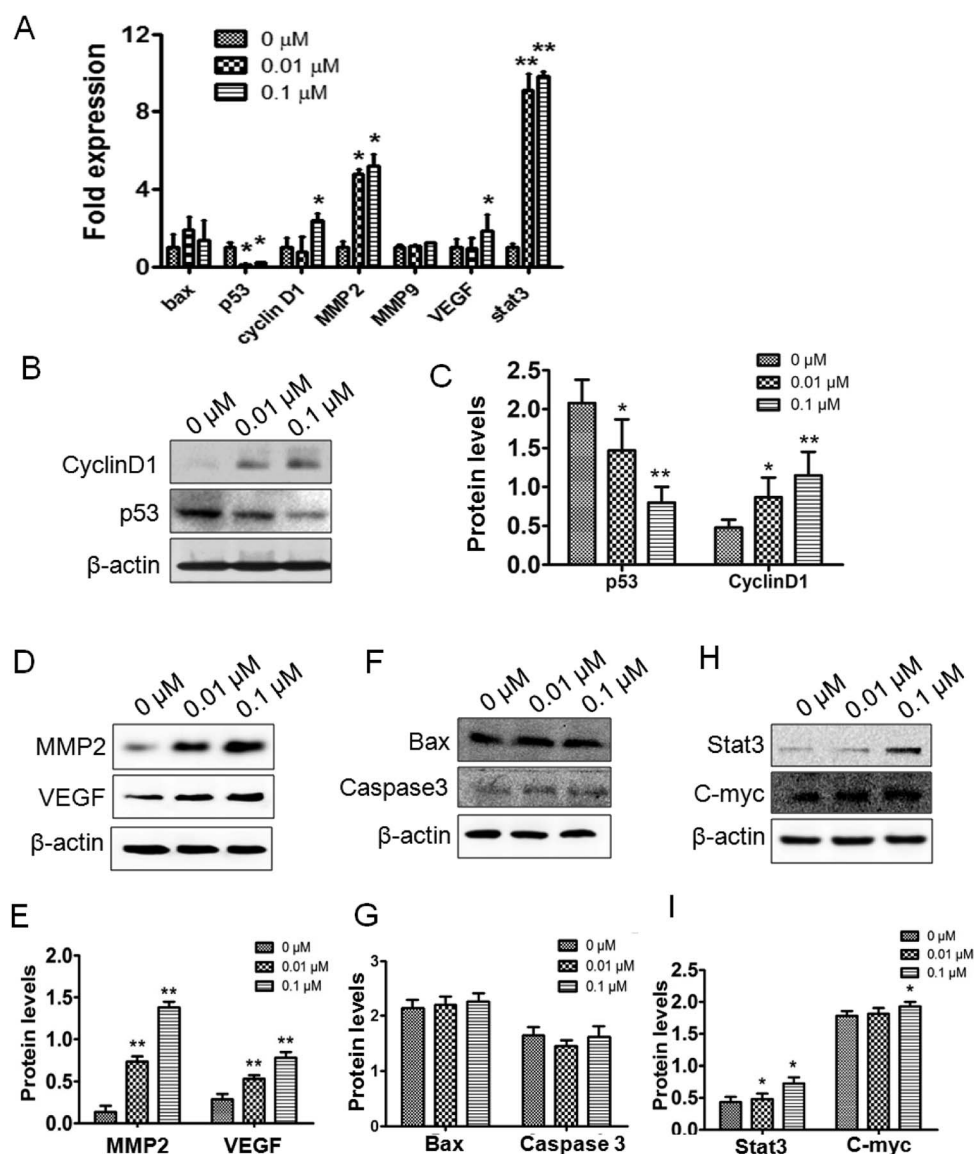 A
Fold expression
12
8
4
0
0 µM
0.01 µM
0.1 µM
* * * * * * ** **
bax
p53
cyclin D1
MMP2
MMP9
VEGF
stat3
B
0 µM 0.01 µM 0.1 µM
CyclinD1
p53
β-actin
C
Protein levels
2.5
2.0
1.5
1.0
0.5
0.0
0 µM
0.01 µM
0.1 µM
* ** * **
p53 CyclinD1
D
0 µM 0.01 µM 0.1 µM
MMP2
VEGF
β-actin
F
0 µM 0.01 µM 0.1 µM
Bax
Caspase3
β-actin
H
0 µM 0.01 µM 0.1 µM
Stat3
C-myc
β-actin
E
Protein levels
2.0
1.5
1.0
0.5
0.0
0 µM
0.01 µM
0.1 µM
** ** ** **
MMP2 VEGF
G
Protein levels
3
2
1
0
0 µM
0.01 µM
0.1 µM
Bax Caspase 3
I
Protein levels
2.5
2.0
1.5
1.0
0.5
0.0
0 µM
0.01 µM
0.1 µM
* * *
Stat3 C-myc